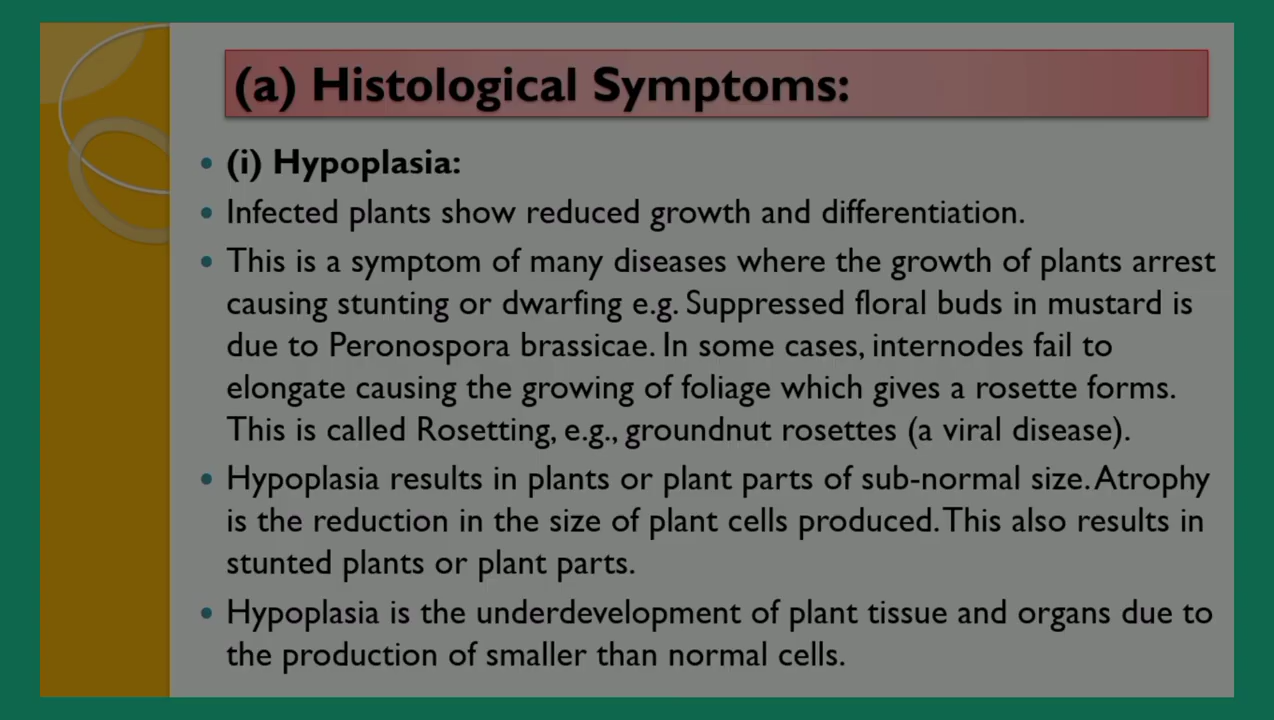 (a) Histological Symptoms:
• (i) Hypoplasia:
• Infected plants show reduced growth and differentiation.
• This is a symptom of many diseases where the growth of plants arrest
causing stunting or dwarfing e.g. Suppressed floral buds in mustard is
due to Peronospora brassicae. In some cases, internodes fail to
elongate causing the growing of foliage which gives a rosette forms.
This is called Rosetting, e.g., groundnut rosettes (a viral disease).
• Hypoplasia results in plants or plant parts of sub-normal size. Atrophy
is the reduction in the size of plant cells produced. This also results in
stunted plants or plant parts.
• Hypoplasia is the underdevelopment of plant tissue and organs due to
the production of smaller than normal cells.